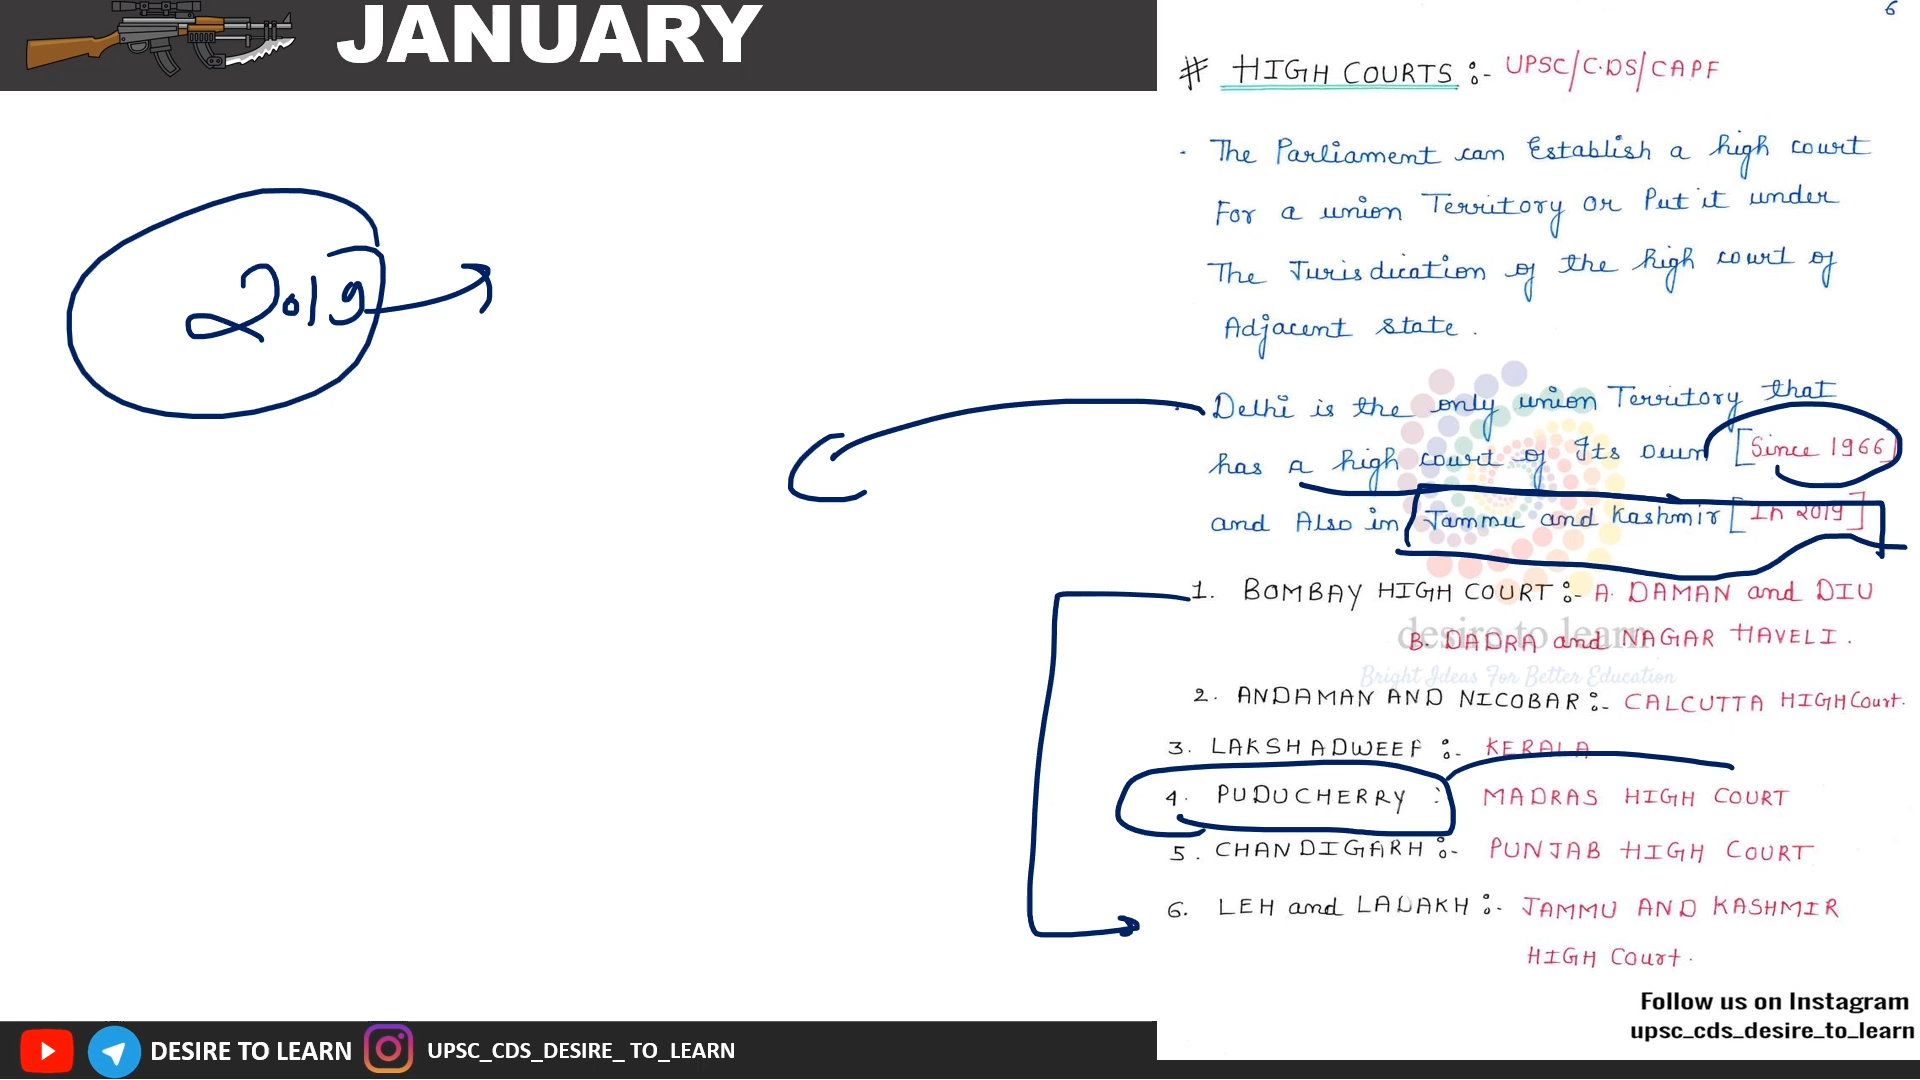 JANUARY
2019
6
# HIGH COURTS :- UPSC/CDS/CAPF
· The Parliament can Establish a high court
For a union Territory or Put it under
The Jurisdication of the high court of
Adjacent state.
· Delhi is the only union Territory that
has a high court of Its own [Since 1966]
and Also in Jammu and Kashmir [In 2019]
1. BOMBAY HIGH COURT :- A. DAMAN and DIU
B. DADRA and NAGAR HAVELI.
desire to learn
Bright Ideas For Better Education
2. ANDAMAN AND NICOBAR :- CALCUTTA HIGH Court.
3. LAKSHADWEEP :- KERALA
4. PUDUCHERRY : MADRAS HIGH COURT
5. CHANDIGARH :- PUNJAB HIGH COURT
6. LEH and LADAKH :- JAMMU AND KASHMIR
HIGH Court.
Follow us on Instagram
upsc_cds_desire_to_learn
DESIRE TO LEARN UPSC_CDS_DESIRE_ TO_LEARN